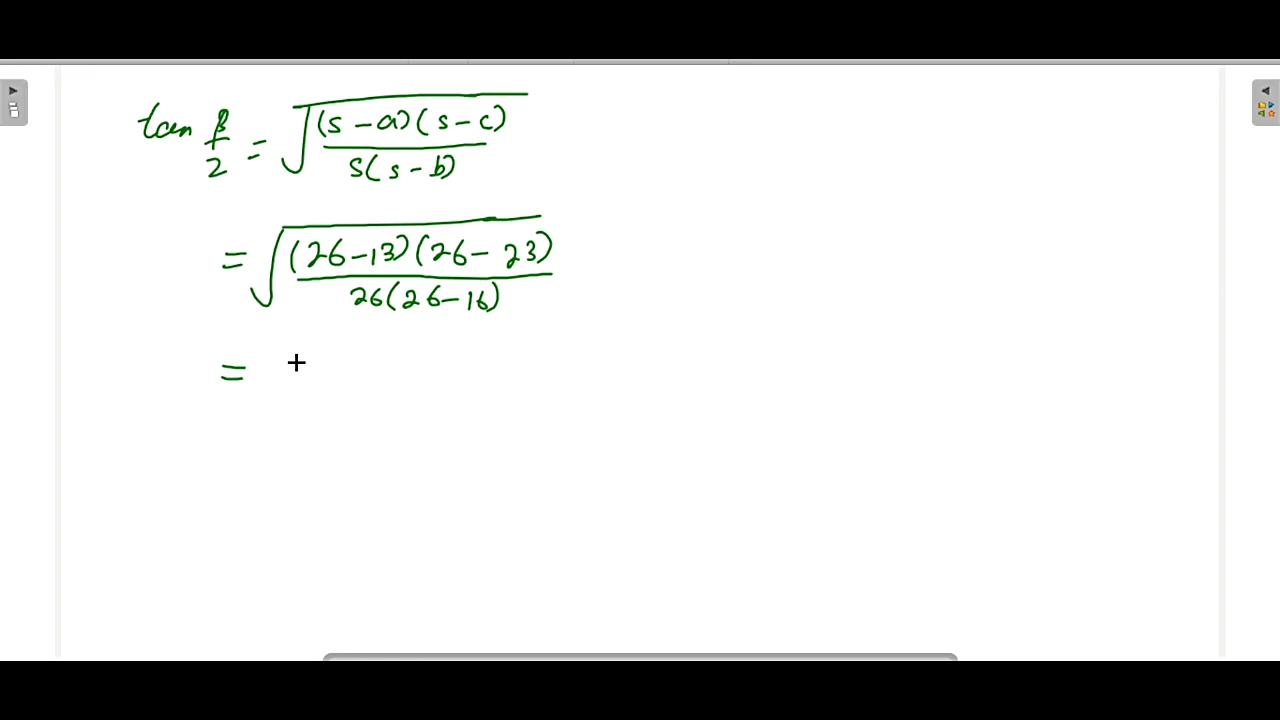 tan β/2 = √((s-a)(s-c) / s(s-b))
= √((26-13)(26-23) / 26(26-16))
=